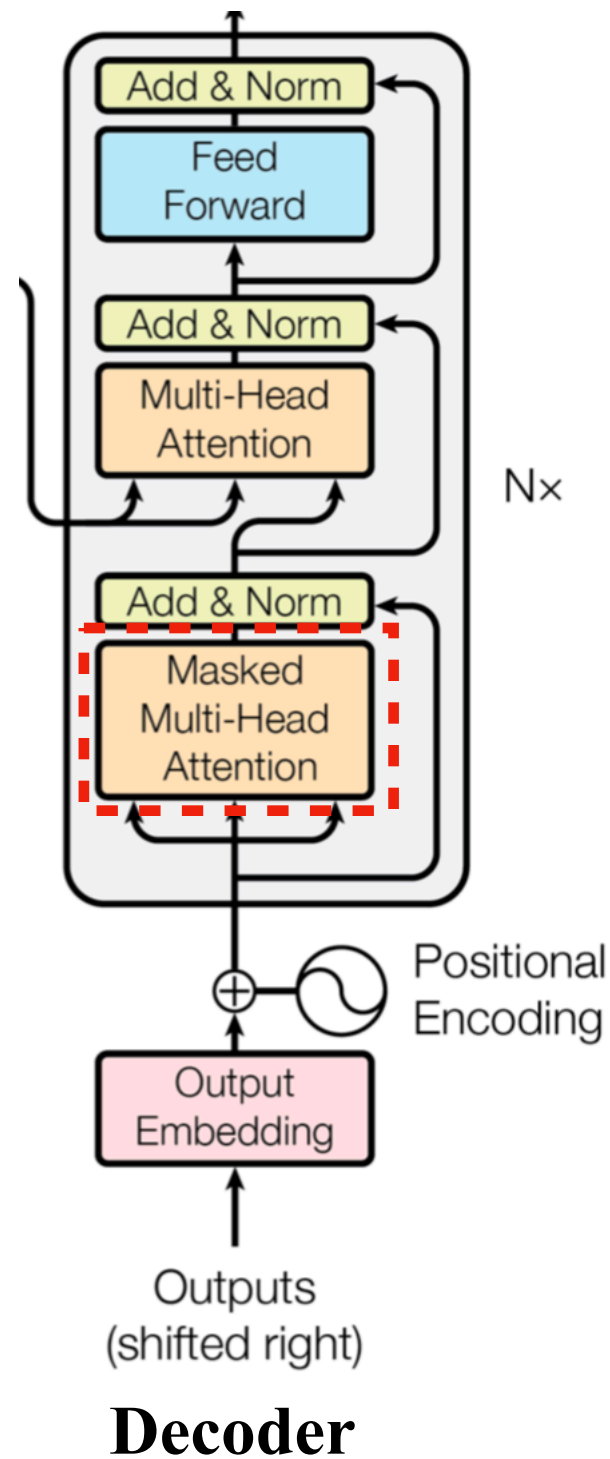 Add & Norm
Feed
Forward
Add & Norm
Multi-Head
Attention
N×
Add & Norm
Masked
Multi-Head
Attention
Positional
Encoding
Output
Embedding
Outputs
(shifted right)
Decoder